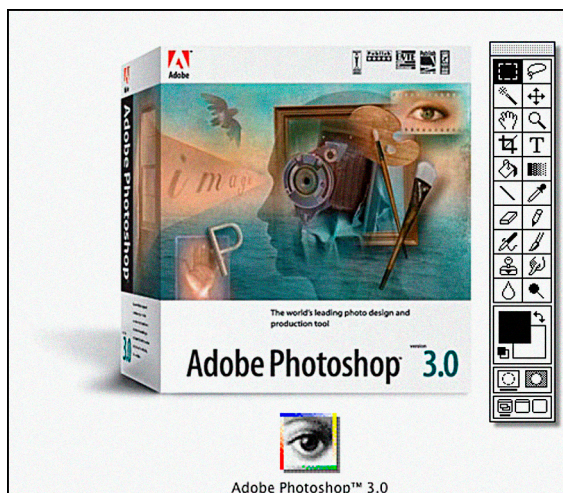 Adobe
Adobe Photoshop
3.0
image
P
The world's leading photo design and
production tool
Adobe Photoshop
version
3.0
T
Adobe Photoshop™ 3.0